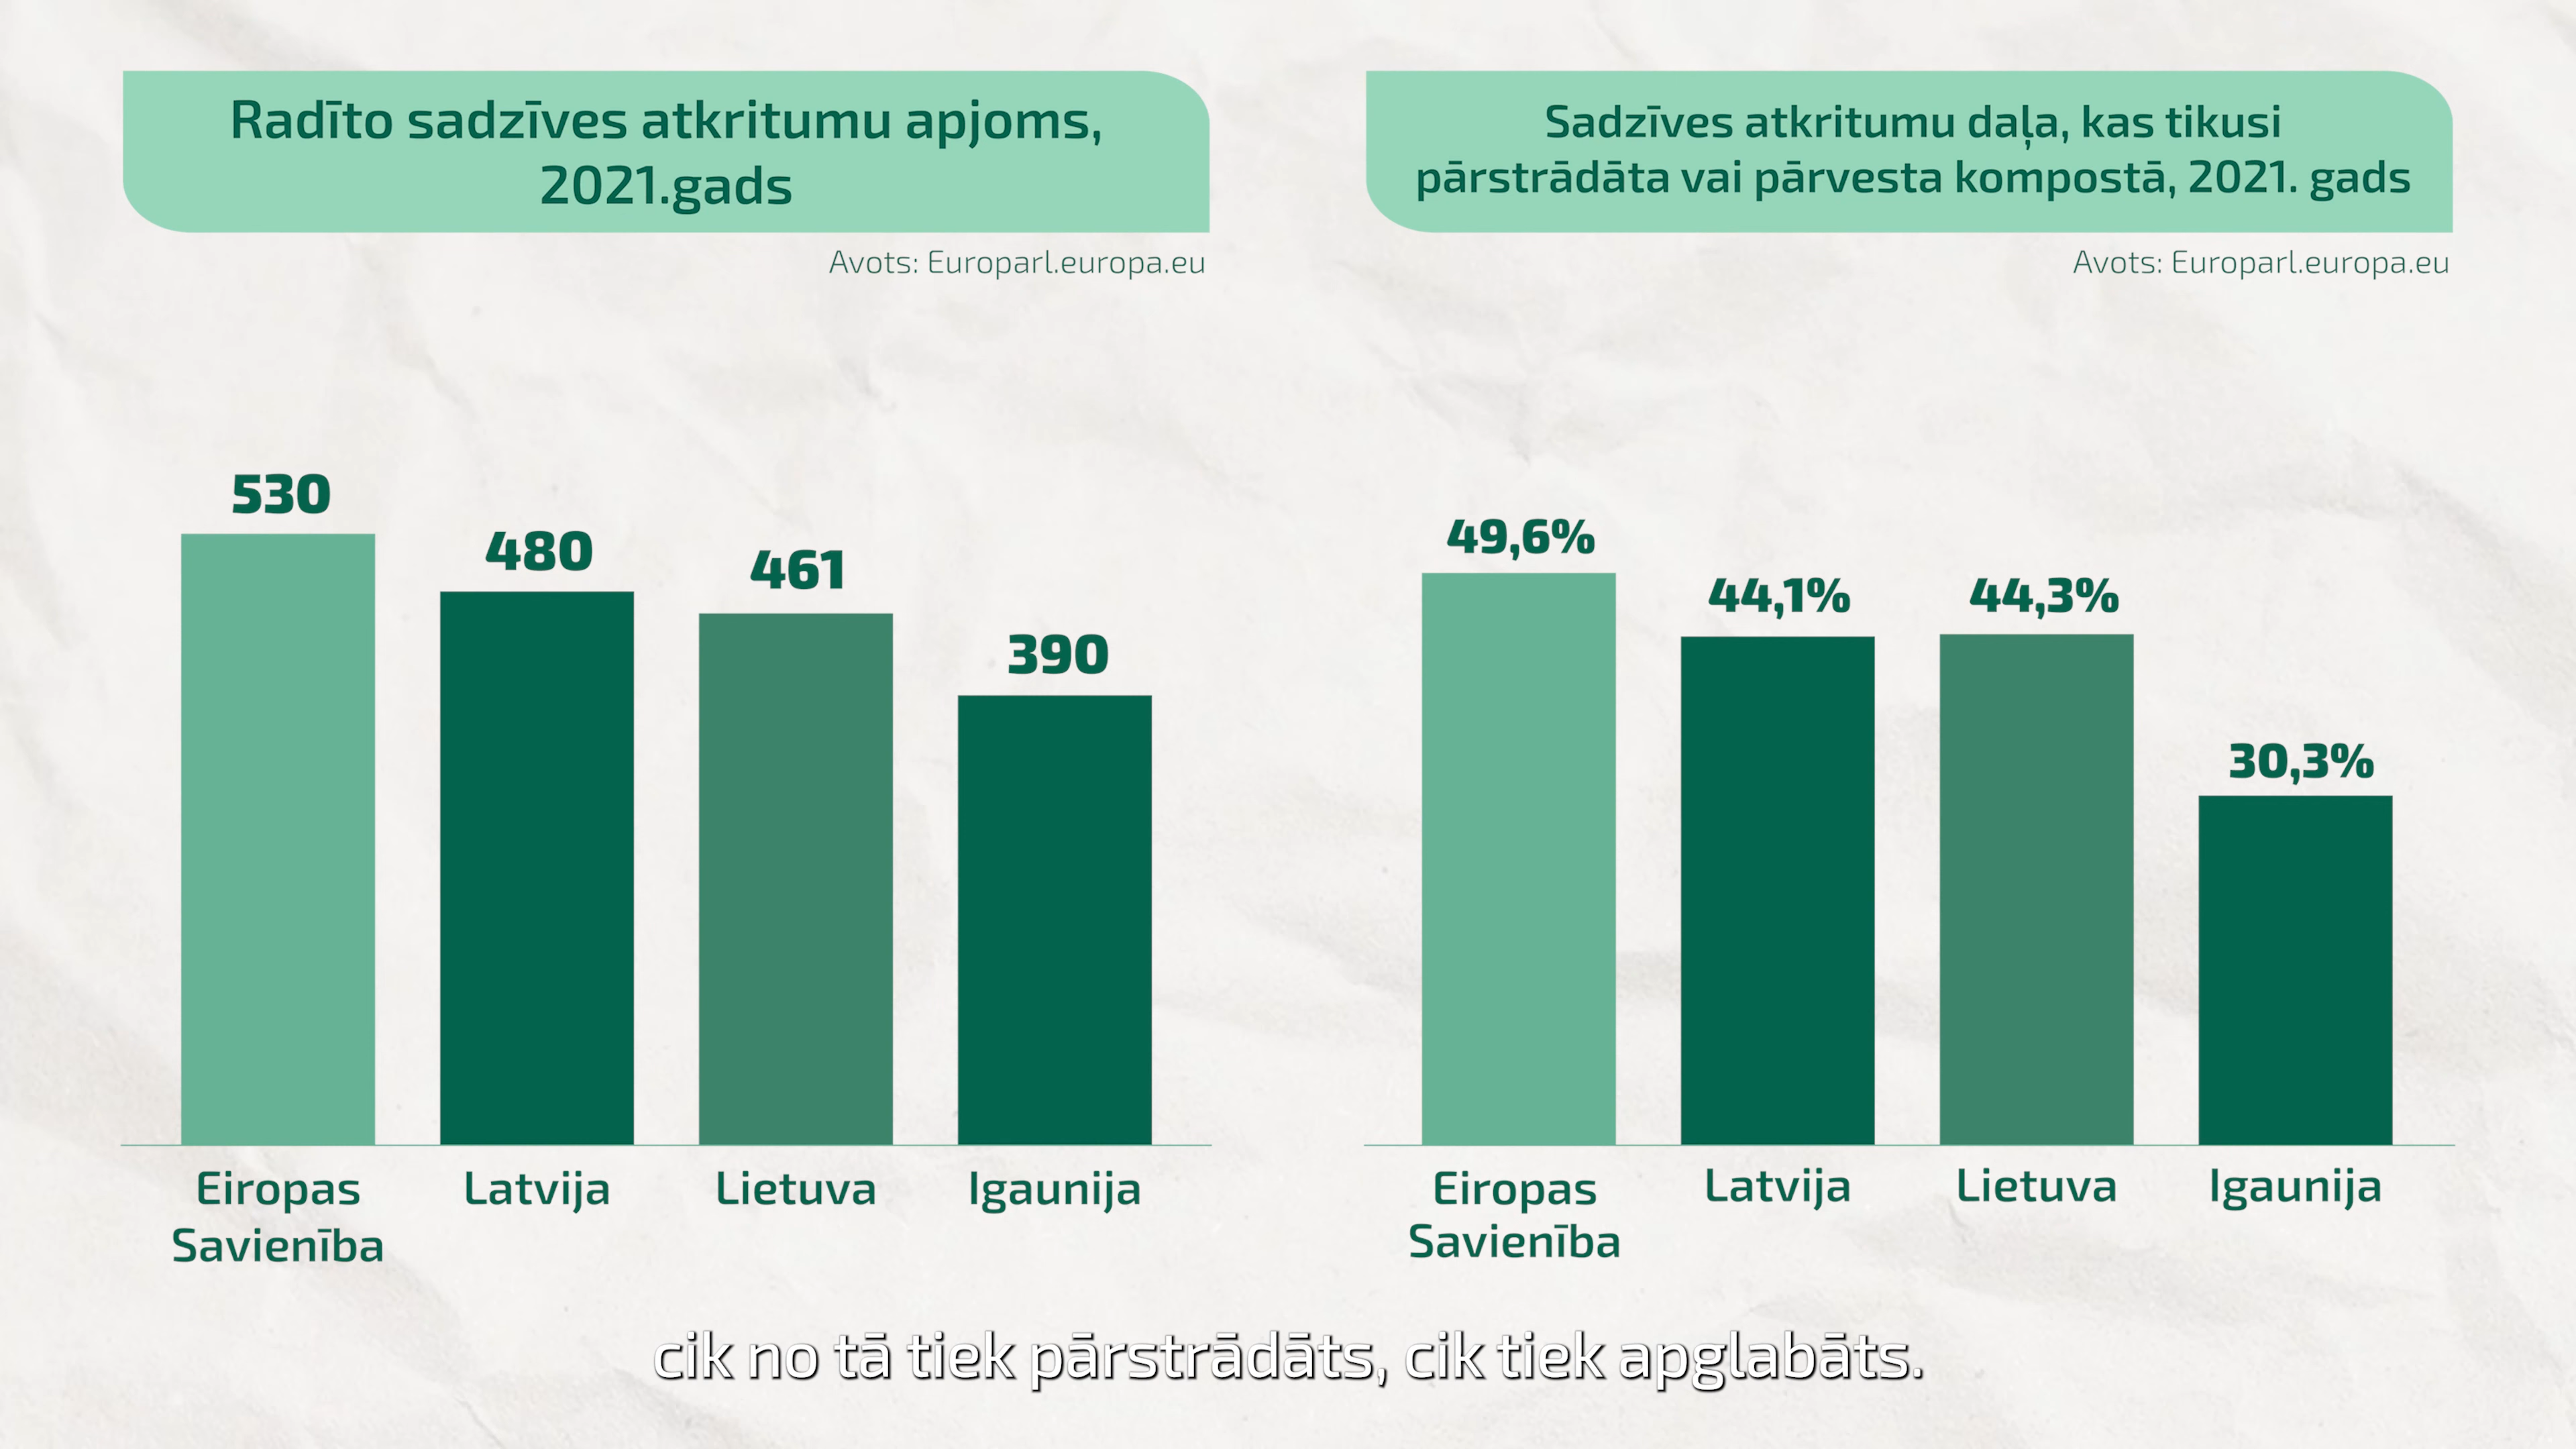 Radīto sadzīves atkritumu apjoms,
2021.gads
Avots: Europarl.europa.eu
530
480
461
390
Eiropas
Savienība
Latvija
Lietuva
Igaunija
Sadzīves atkritumu daļa, kas tikusi
pārstrādāta vai pārvesta kompostā, 2021. gads
Avots: Europarl.europa.eu
49,6%
44,1%
44,3%
30,3%
Eiropas
Savienība
Latvija
Lietuva
Igaunija
cik no tā tiek pārstrādāts, cik tiek apglabāts.